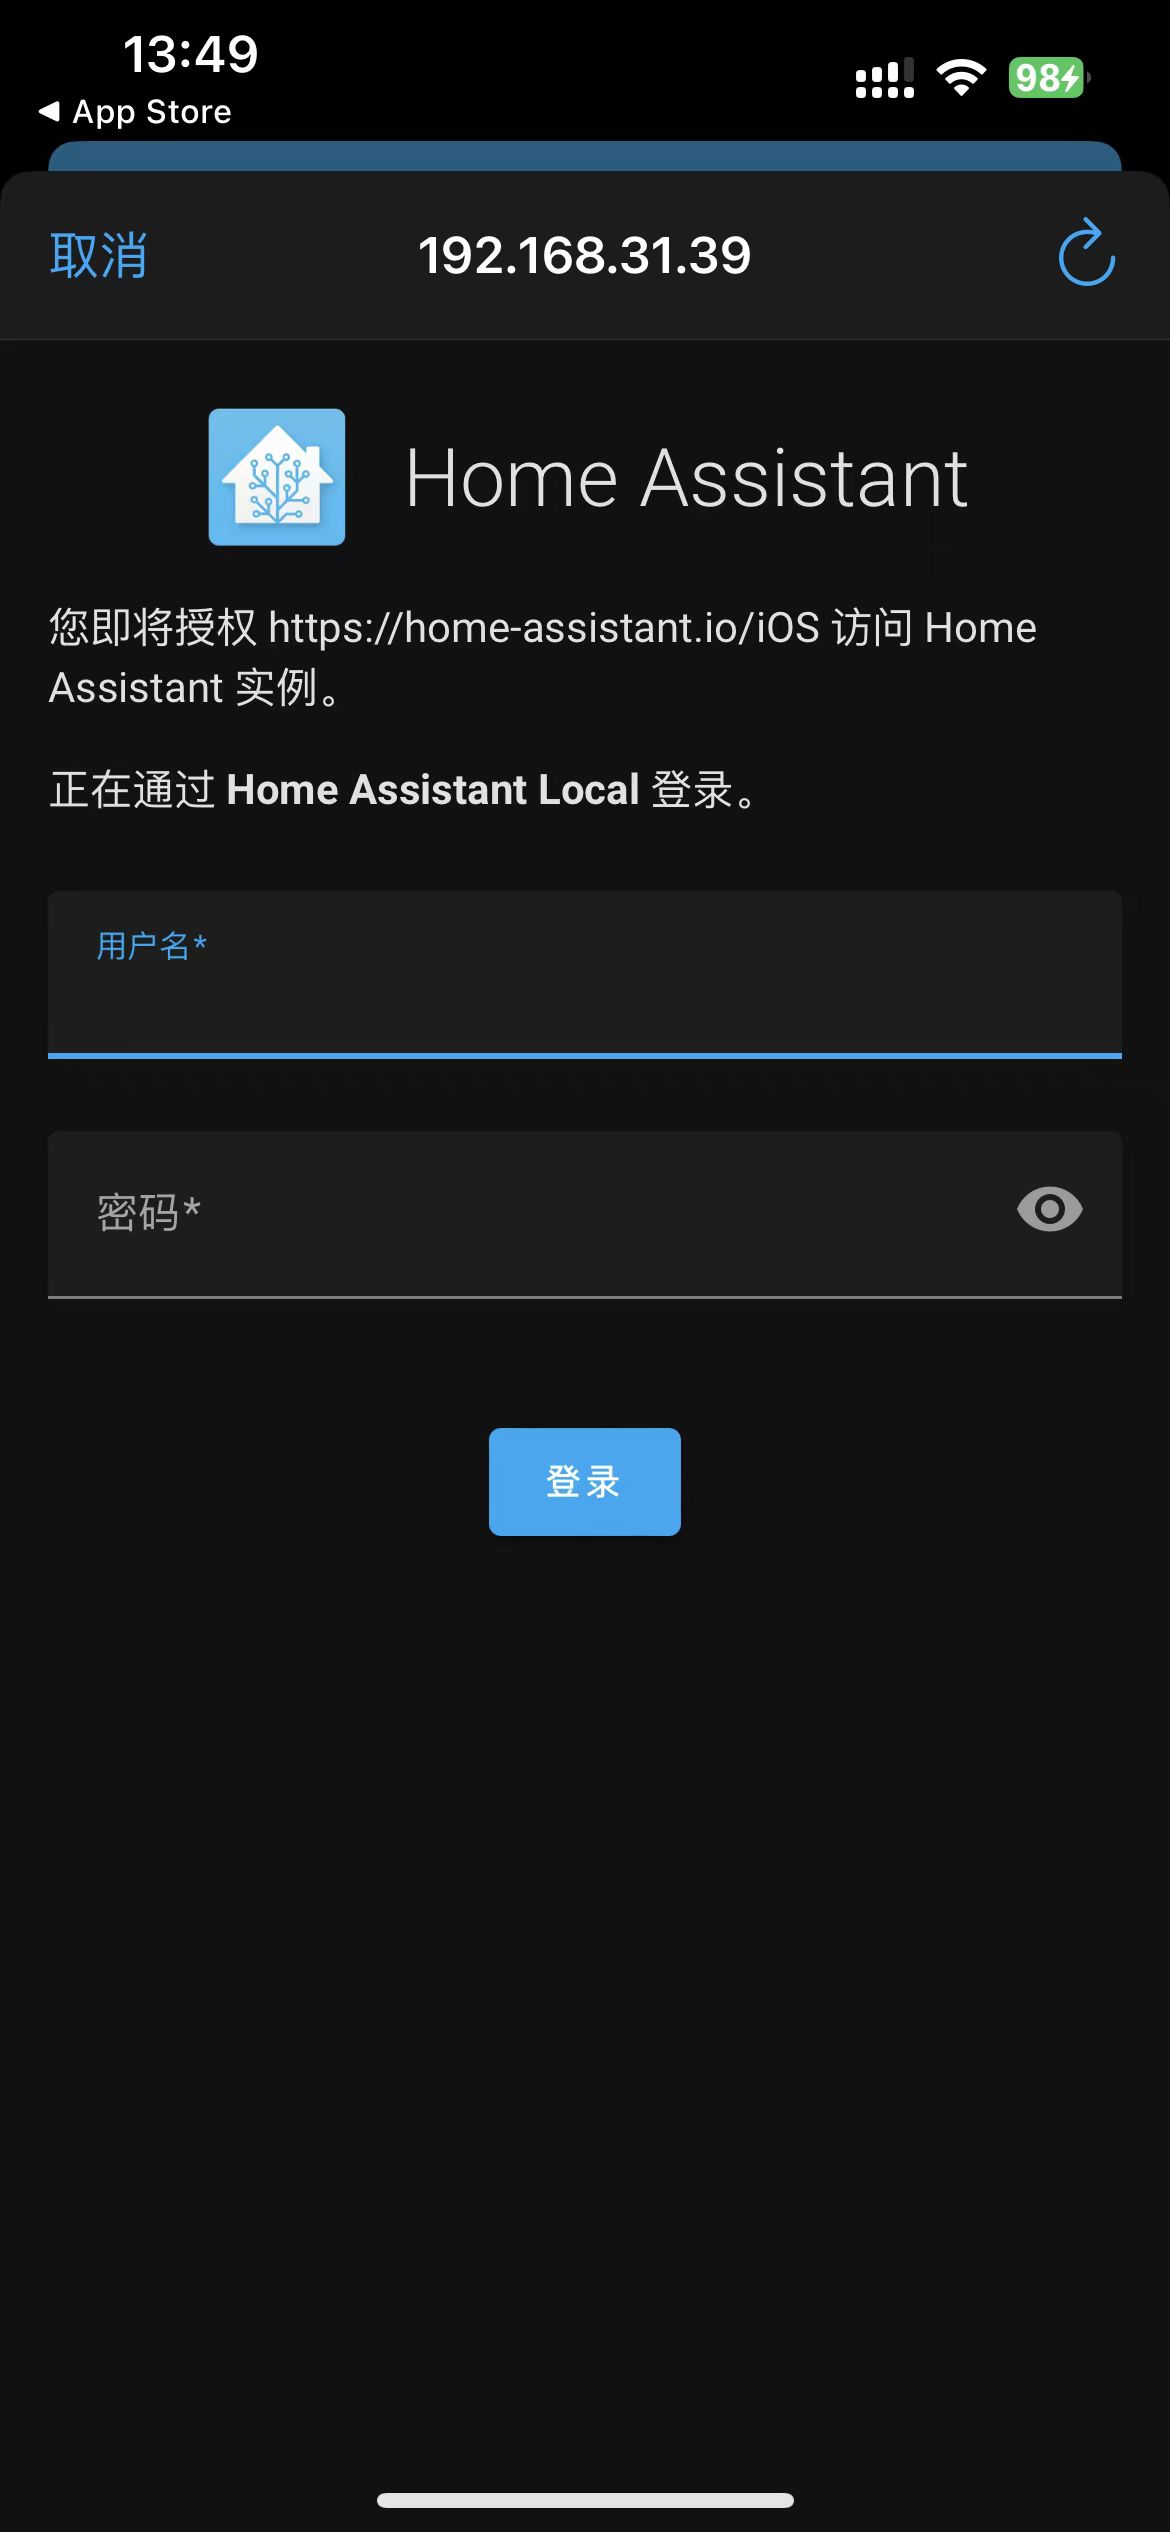 13:49
98
◀ App Store
取消
192.168.31.39
Home Assistant
您即将授权 https://home-assistant.io/iOS 访问 Home
Assistant 实例。
正在通过 Home Assistant Local 登录。
用户名*
密码*
登录